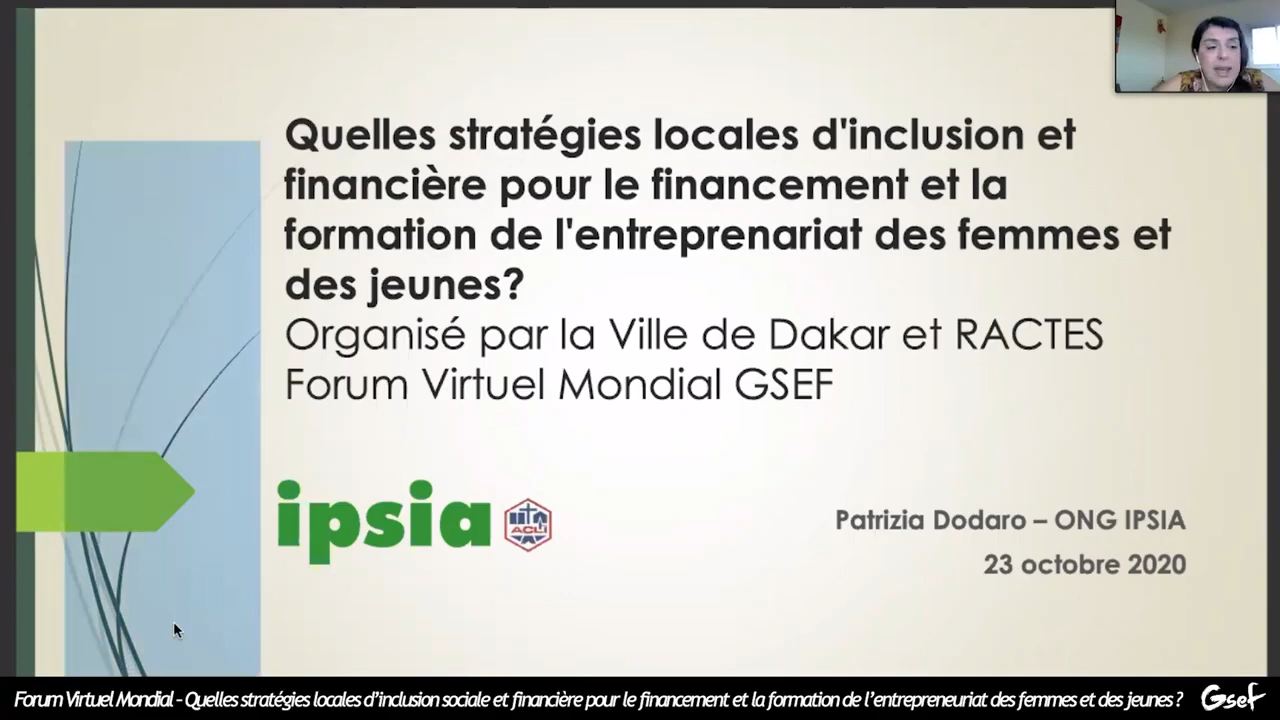 Quelles stratégies locales d'inclusion et
financière pour le financement et la
formation de l'entreprenariat des femmes et
des jeunes?
Organisé par la Ville de Dakar et RACTES
Forum Virtuel Mondial GSEF
ipsia
ACLI
Patrizia Dodaro – ONG IPSIA
23 octobre 2020
Forum Virtuel Mondial - Quelles stratégies locales d'inclusion sociale et financière pour le financement et la formation de l'entrepreneuriat des femmes et des jeunes ?
Gsef